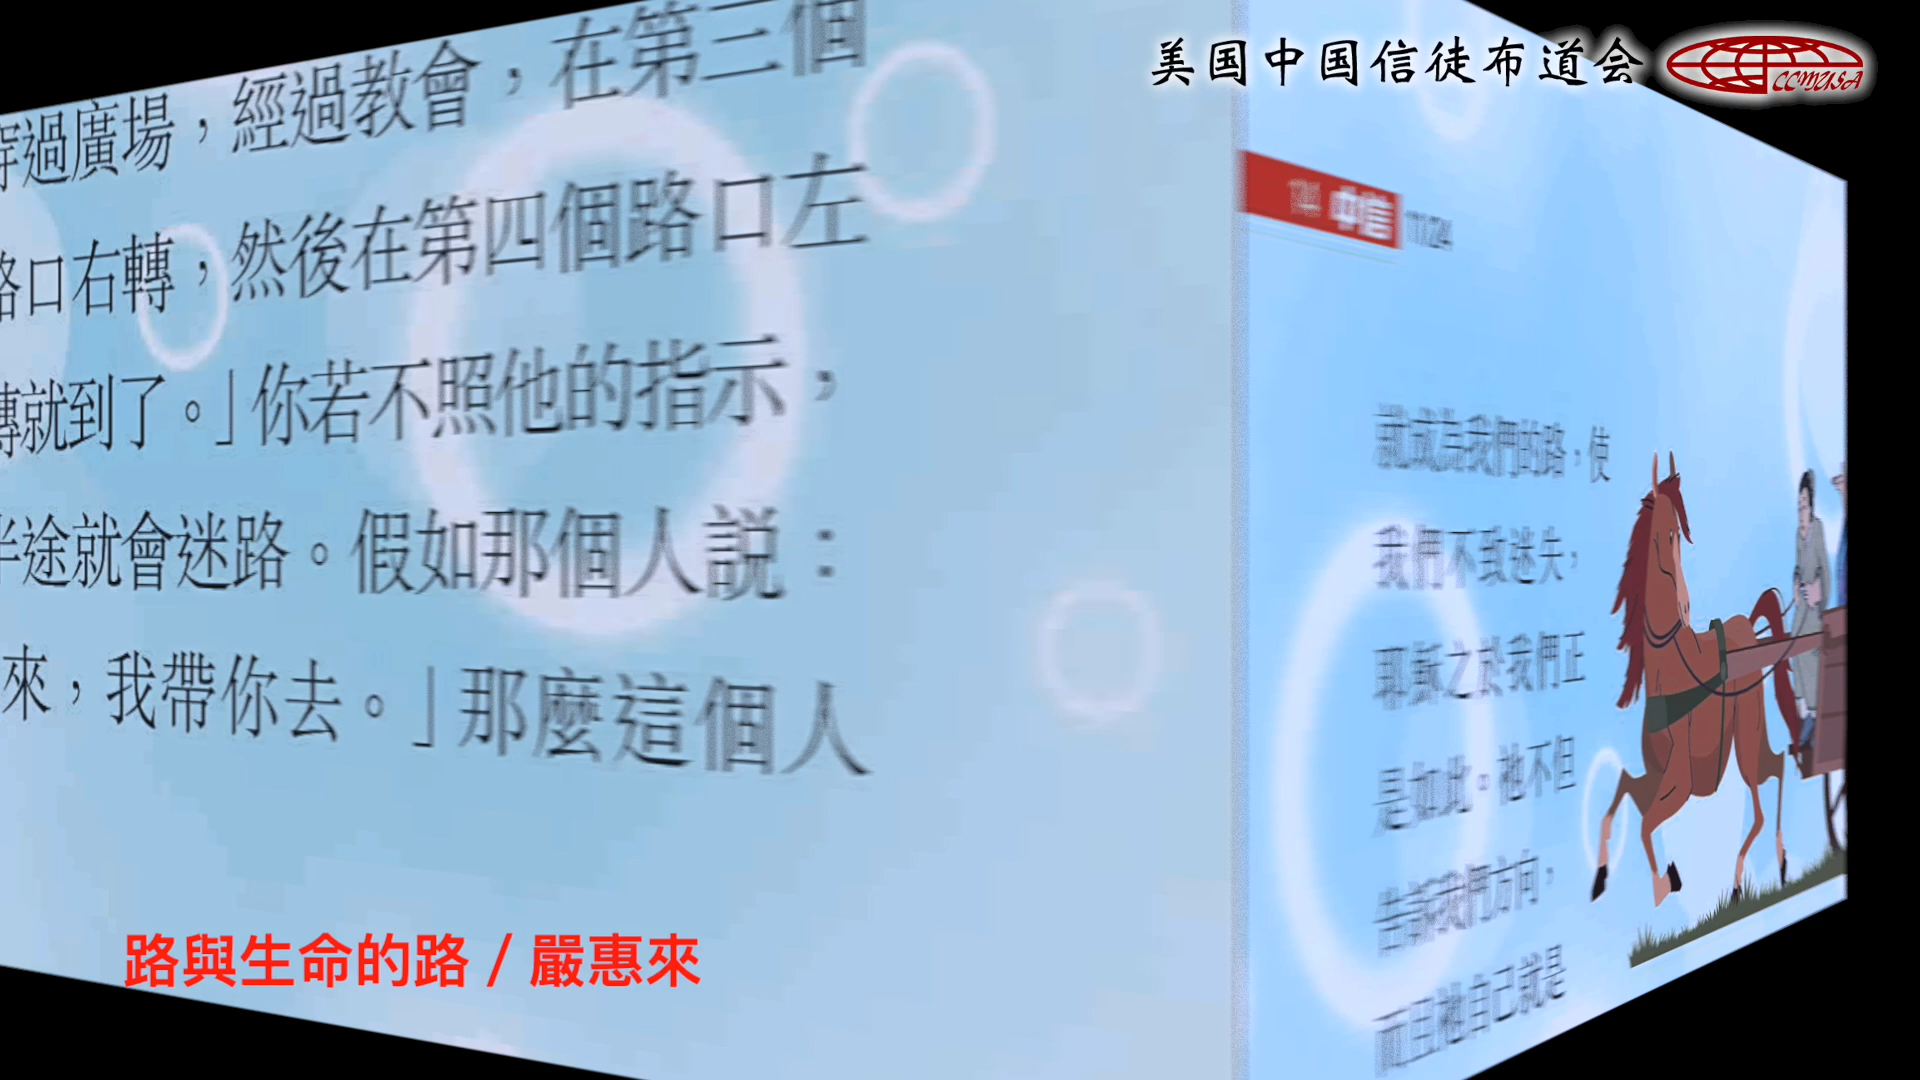 美国中国信徒布道会
CCMUSA
穿過廣場，經過教會，在第三個
路口右轉，然後在第四個路口左
轉就到了。」你若不照他的指示，
半途就會迷路。假如那個人説：
來，我帶你去。」那麼這個人
中信
就成為我們的路，使
我們不致迷失，
耶穌之於我們正
是如此。祂不但
告訴我們方向，
而且祂自己就是
路與生命的路 / 嚴惠來